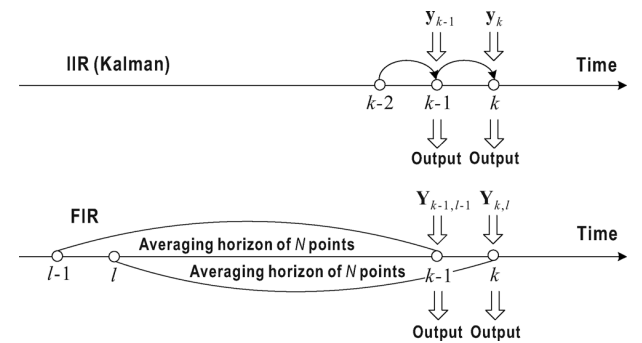 y_{k-1} y_k
IIR (Kalman)
Time
k-2 k-1 k
Output Output
Y_{k-1,l-1} Y_{k,l}
FIR
Time
Averaging horizon of N points
Averaging horizon of N points
l-1 l k-1 k
Output Output